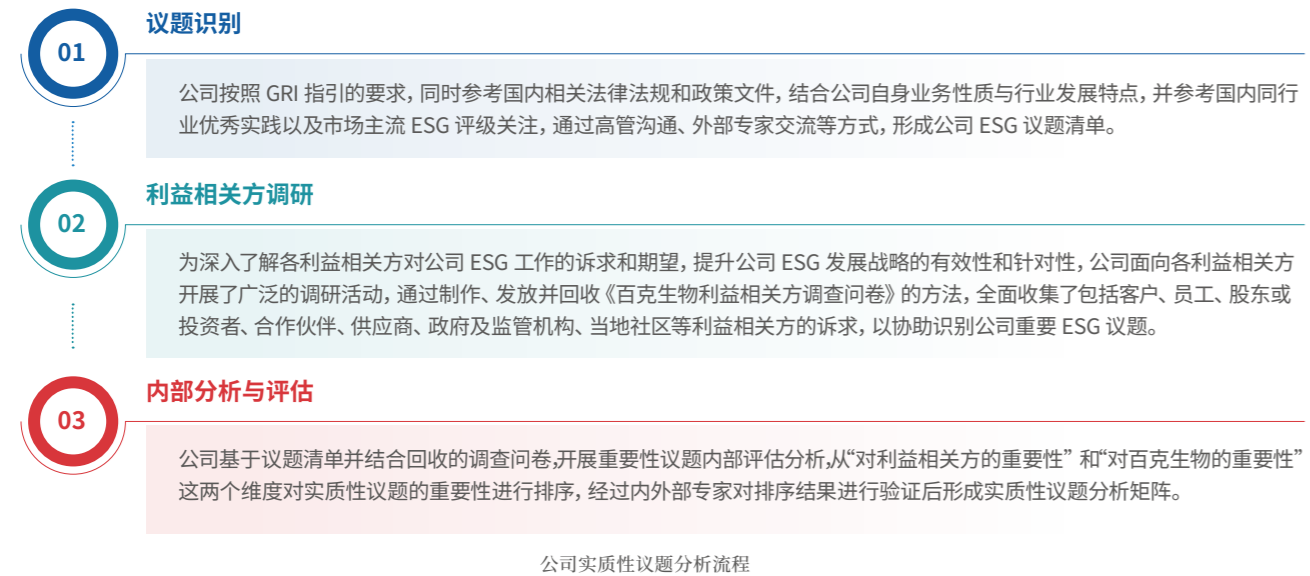 01
议题识别
公司按照 GRI 指引的要求，同时参考国内相关法律法规和政策文件，结合公司自身业务性质与行业发展特点，并参考国内同行
业优秀实践以及市场主流 ESG 评级关注，通过高管沟通、外部专家交流等方式，形成公司 ESG 议题清单。
02
利益相关方调研
为深入了解各利益相关方对公司 ESG 工作的诉求和期望，提升公司 ESG 发展战略的有效性和针对性，公司面向各利益相关方
开展了广泛的调研活动，通过制作、发放并回收《百克生物利益相关方调查问卷》的方法，全面收集了包括客户、员工、股东或
投资者、合作伙伴、供应商、政府及监管机构、当地社区等利益相关方的诉求，以协助识别公司重要 ESG 议题。
03
内部分析与评估
公司基于议题清单并结合回收的调查问卷，开展重要性议题内部评估分析，从“对利益相关方的重要性” 和“对百克生物的重要性”
这两个维度对实质性议题的重要性进行排序，经过内外部专家对排序结果进行验证后形成实质性议题分析矩阵。
公司实质性议题分析流程